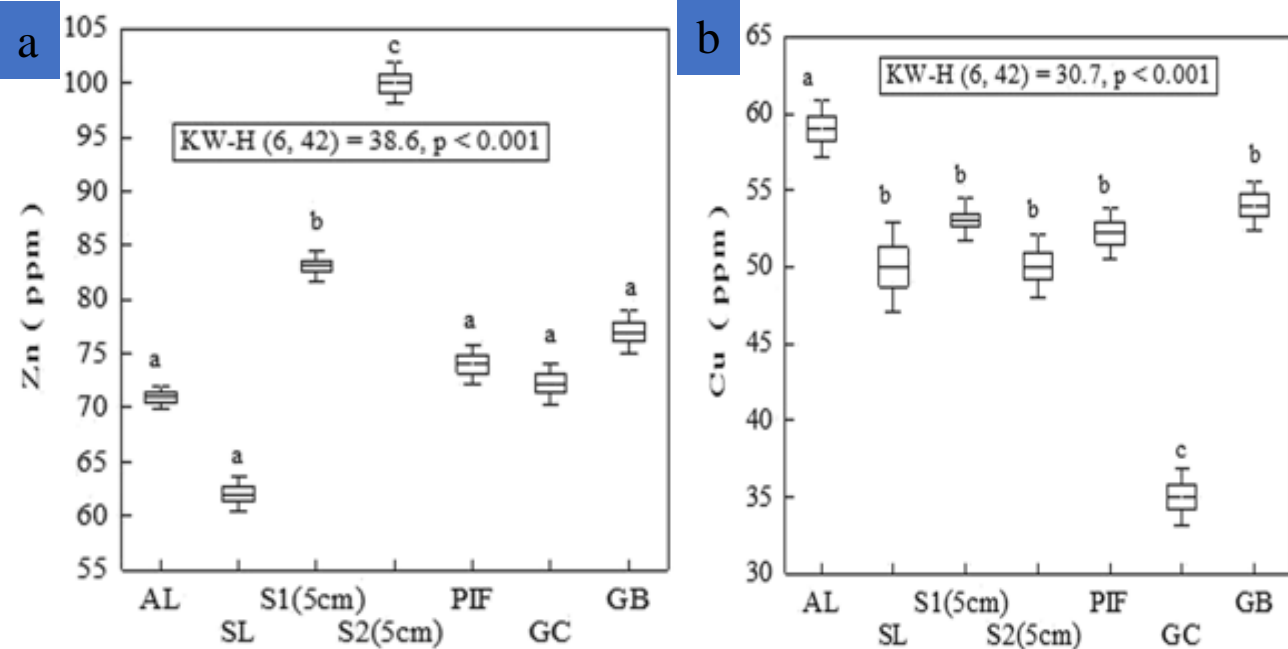 a
105
100
95
90
85
80
75
70
65
60
55
Zn ( ppm )
KW-H (6, 42) = 38.6, p < 0.001
a
a
b
c
a
a
a
AL
SL
S1(5cm)
S2(5cm)
PIF
GC
GB
b
65
60
55
50
45
40
35
30
Cu ( ppm )
KW-H (6, 42) = 30.7, p < 0.001
a
b
b
b
b
c
b
AL
SL
S1(5cm)
S2(5cm)
PIF
GC
GB